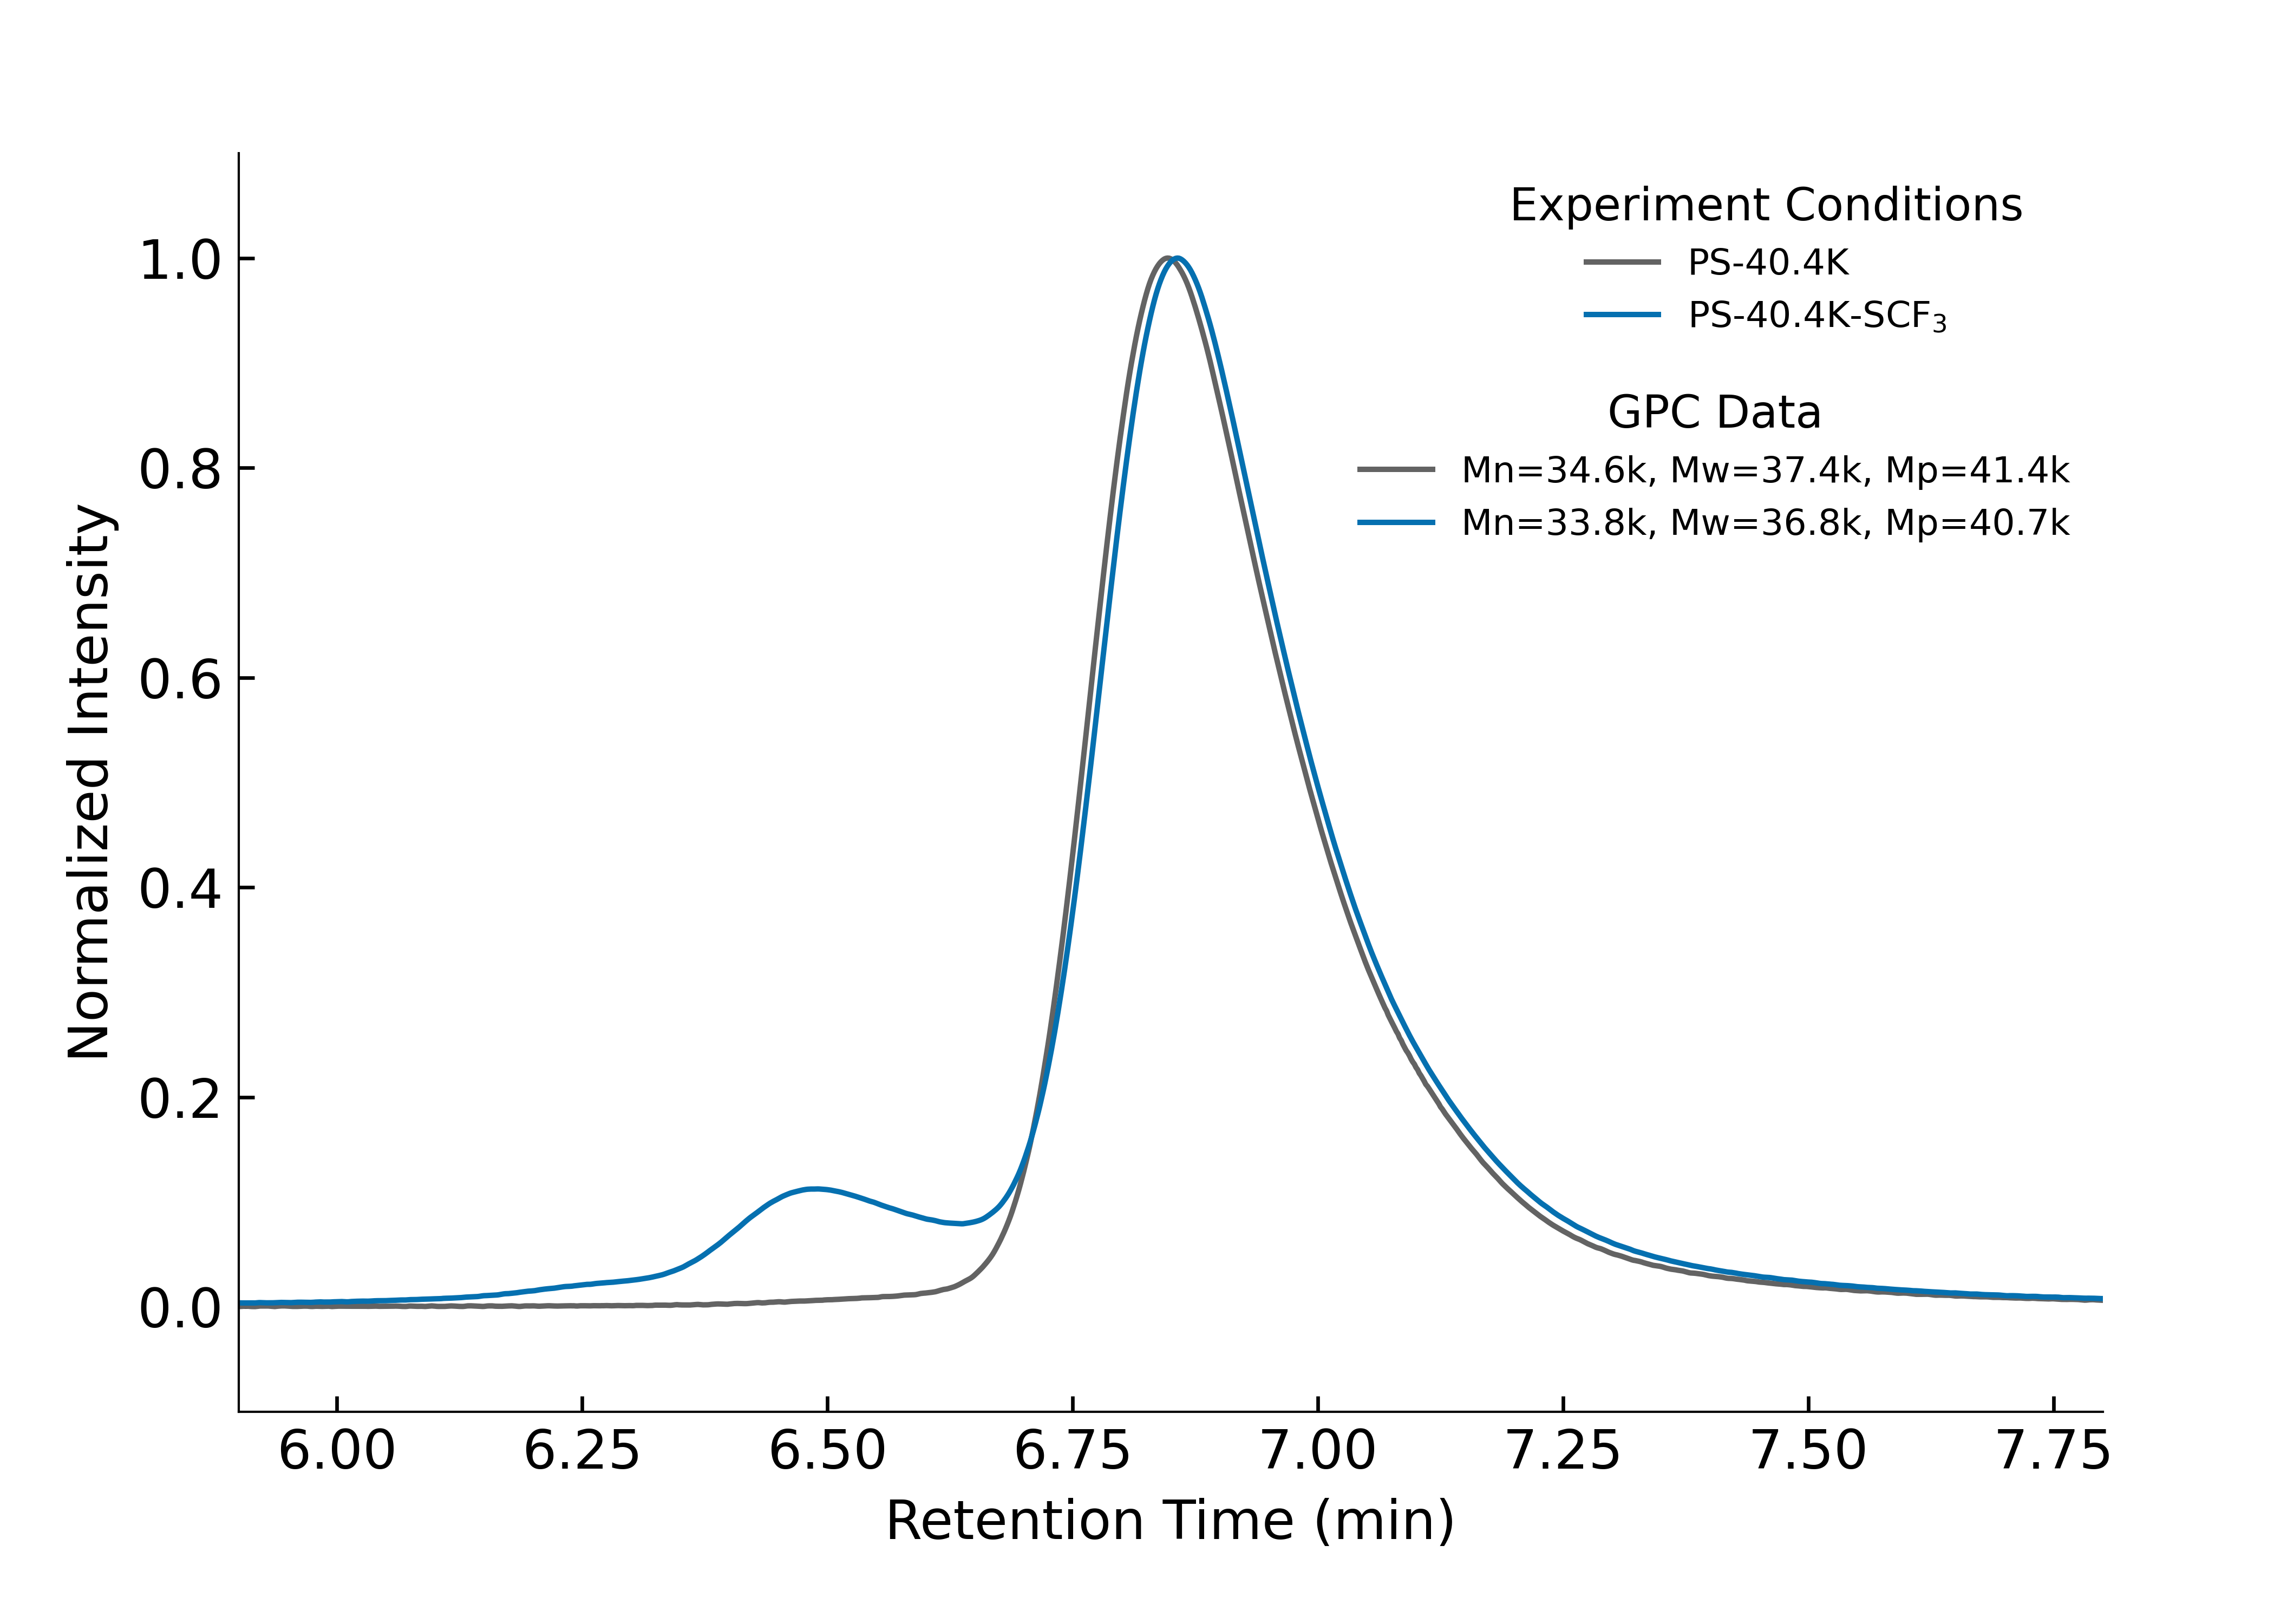 Experiment Conditions
PS-40.4K
PS-40.4K-SCF₃
GPC Data
Mn=34.6k, Mw=37.4k, Mp=41.4k
Mn=33.8k, Mw=36.8k, Mp=40.7k
Normalized Intensity
1.0
0.8
0.6
0.4
0.2
0.0
6.00 6.25 6.50 6.75 7.00 7.25 7.50 7.75
Retention Time (min)